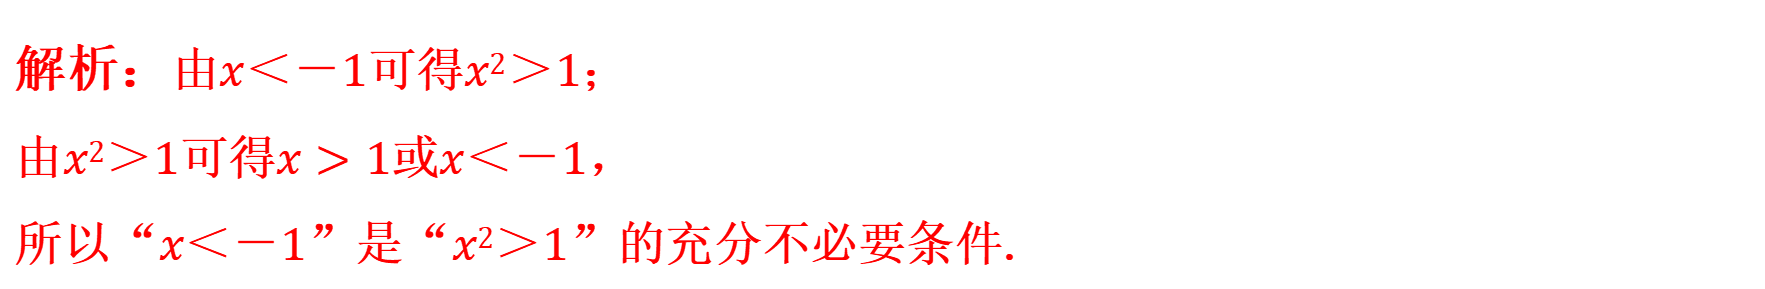 解析：由x＜－1可得x²＞1；
由x²＞1可得x > 1或x＜－1，
所以“x＜－1”是“x²＞1”的充分不必要条件.